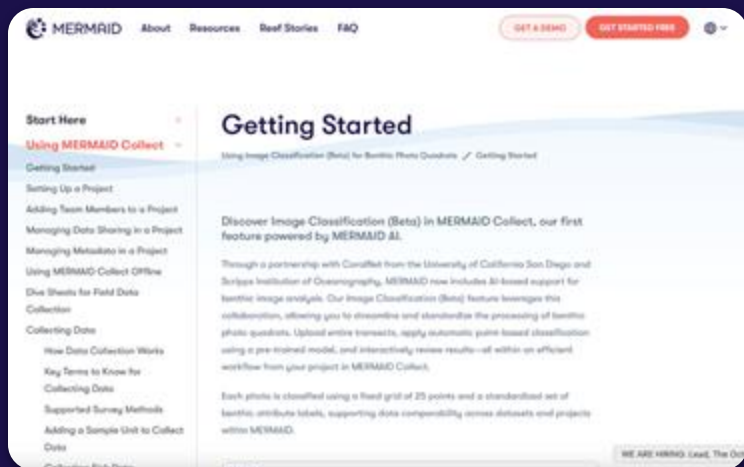 MERMAID
About
Resources
Reef Stories
FAQ
GET A DEMO
GET STARTED FREE
Start Here
Using MERMAID Collect
Getting Started
Setting Up a Project
Adding Team Members to a Project
Managing Data Sharing in a Project
Managing Metadata in a Project
Using MERMAID Collect Offline
Dive Sheets for Field Data
Collection
Collecting Data
How Data Collection Works
Key Terms to Know for
Collecting Data
Supported Survey Methods
Adding a Sample Unit to Collect
Data
Collecting Fish Data
Getting Started
Using Image Classification (Beta) for Benthic Photo Quadrats / Getting Started
Discover Image Classification (Beta) in MERMAID Collect, our first
feature powered by MERMAID AI.
Through a partnership with CoralNet from the University of California San Diego and
Scripps Institution of Oceanography, MERMAID now includes AI-based support for
benthic image analysis. Our Image Classification (Beta) feature leverages this
collaboration, allowing you to streamline and standardize the processing of benthic
photo quadrats. Upload entire transects, apply automatic point-based classification
using a pre-trained model, and interactively review results—all within an efficient
workflow from your project in MERMAID Collect.
Each photo is classified using a fixed grid of 25 points and a standardized set of
benthic attribute labels, supporting data comparability across datasets and projects
within MERMAID.
WE ARE HIRING: Lead, The Oc